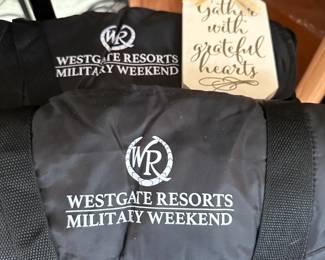 Gather
with
grateful
hearts
WR
WESTGATE RESORTS
MILITARY WEEKEND
WR
WESTGATE RESORTS
MILITARY WEEKEND